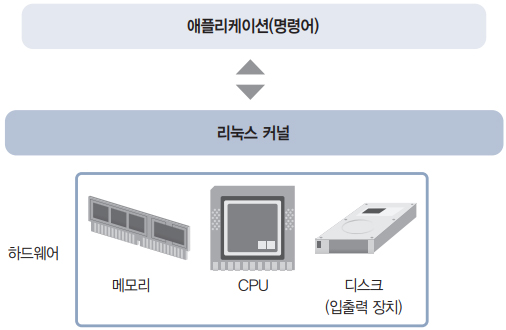 애플리케이션(명령어)
리눅스 커널
하드웨어
메모리
CPU
디스크
(입출력 장치)